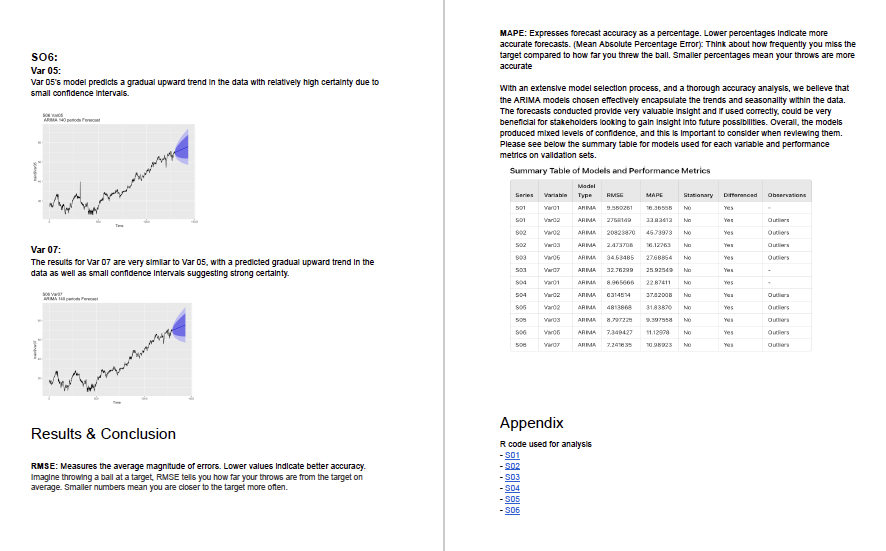 SO6:
Var 05:
Var 05's model predicts a gradual upward trend in the data with relatively high certainty due to
small confidence intervals.
S06 Var05
ARIMA 140 periods Forecast
Time
Var 07:
The results for Var 07 are very similar to Var 05, with a predicted gradual upward trend in the
data as well as small confidence intervals suggesting strong certainty.
S06 Var07
ARIMA 140 periods Forecast
Time
Results & Conclusion
RMSE: Measures the average magnitude of errors. Lower values indicate better accuracy.
Imagine throwing a ball at a target, RMSE tells you how far your throws are from the target on
average. Smaller numbers mean you are closer to the target more often.
MAPE: Expresses forecast accuracy as a percentage. Lower percentages indicate more
accurate forecasts. (Mean Absolute Percentage Error): Think about how frequently you miss the
target compared to how far you threw the ball. Smaller percentages mean your throws are more
accurate
With an extensive model selection process, and a thorough accuracy analysis, we believe that
the ARIMA models chosen effectively encapsulate the trends and seasonality within the data.
The forecasts conducted provide very valuable insight and if used correctly, could be very
beneficial for stakeholders looking to gain insight into future possibilities. Overall, the models
produced mixed levels of confidence, and this is important to consider when reviewing them.
Please see below the summary table for models used for each variable and performance
metrics on validation sets.
Summary Table of Models and Performance Metrics
Series Variable Model Type RMSE MAPE Stationary Differenced Observations
S01 Var01 ARIMA 9.580261 16.36558 No Yes -
S01 Var02 ARIMA 2758149 33.83413 No Yes Outliers
S02 Var02 ARIMA 20823870 45.73973 No Yes Outliers
S02 Var03 ARIMA 2.473708 16.12763 No Yes Outliers
S03 Var05 ARIMA 34.53485 27.68854 No Yes Outliers
S03 Var07 ARIMA 32.76299 25.92549 No Yes -
S04 Var01 ARIMA 8.965666 22.87411 No Yes -
S04 Var02 ARIMA 6314514 37.82008 No Yes Outliers
S05 Var02 ARIMA 4813868 31.83870 No Yes Outliers
S05 Var03 ARIMA 8.797225 9.397558 No Yes Outliers
S06 Var05 ARIMA 7.349427 11.12978 No Yes Outliers
S06 Var07 ARIMA 7.241635 10.98923 No Yes Outliers
Appendix
R code used for analysis
- S01
- S02
- S03
- S04
- S05
- S06